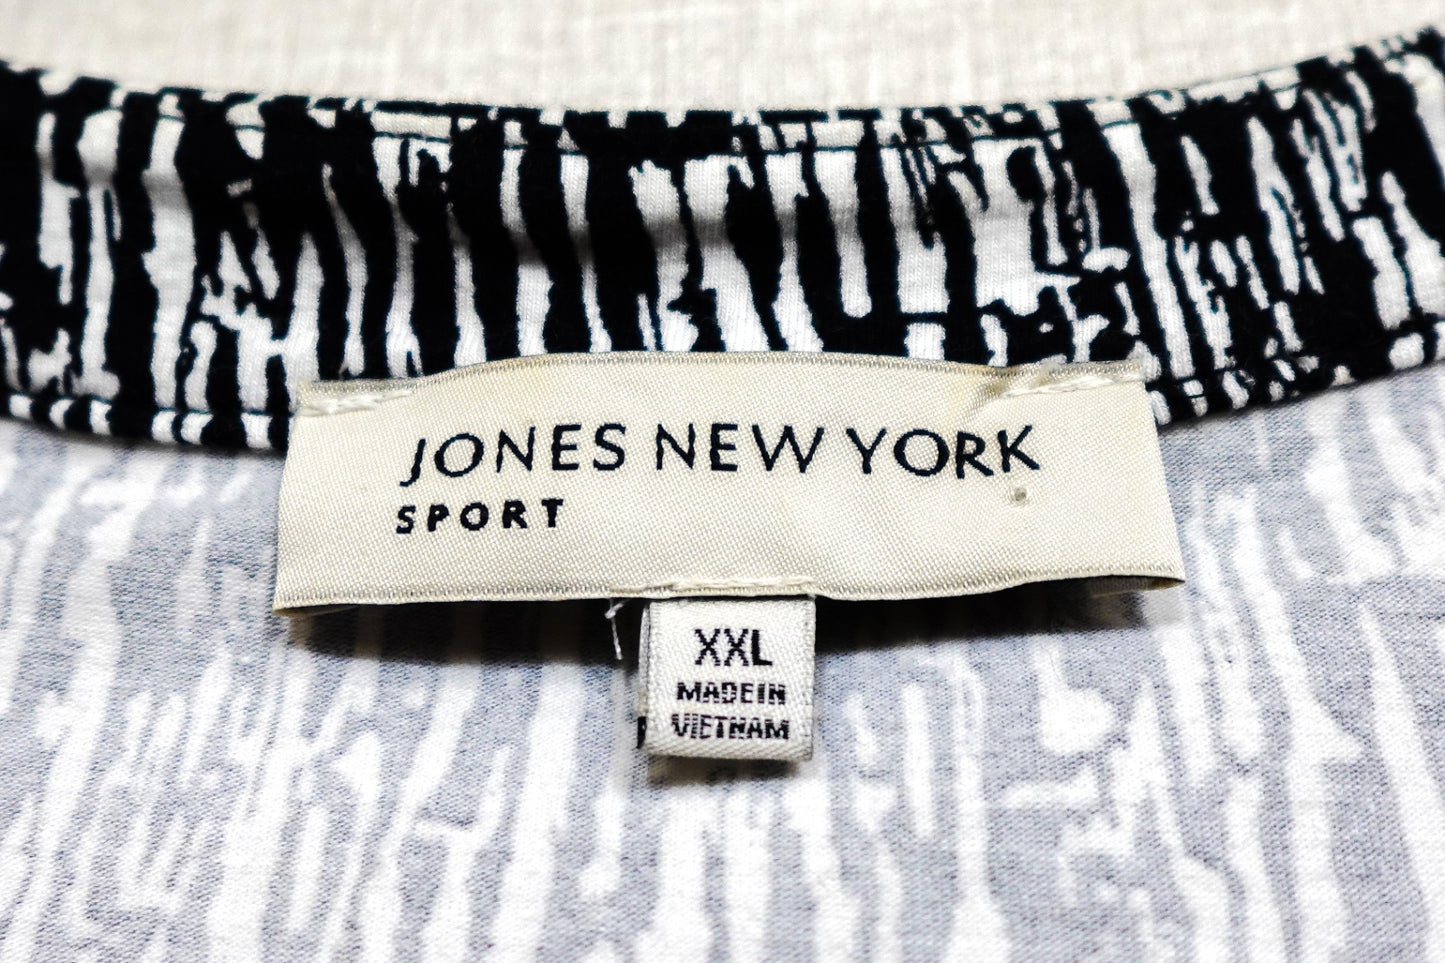 JONES NEW YORK
SPORT
XXL
MADE IN
VIETNAM